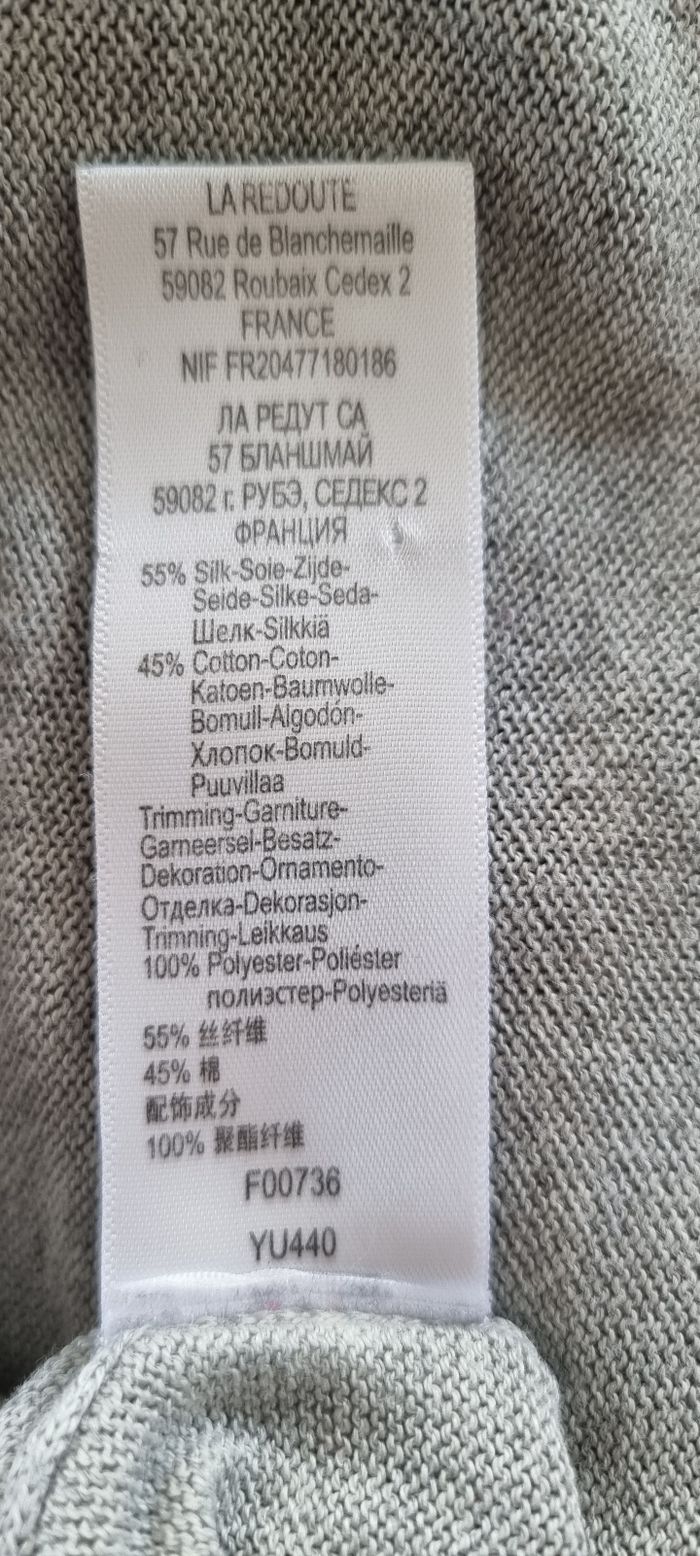 LA REDOUTE
57 Rue de Blanchemaille
59082 Roubaix Cedex 2
FRANCE
NIF FR20477180186
ЛА РЕДУТ СА
57 БЛАНШМАЙ
59082 г. РУБЭ, СЕДЕКС 2
ФРАНЦИЯ
55% Silk-Soie-Zijde-
Seide-Silke-Seda-
Шелк-Silkkiä
45% Cotton-Coton-
Katoen-Baumwolle-
Bomull-Algodón-
Хлопок-Bomuld-
Puuvillaa
Trimming-Garniture-
Garneersel-Besatz-
Dekoration-Ornamento-
Отделка-Dekorasjon-
Trimning-Leikkaus
100% Polyester-Poliéster
полиэстер-Polyesteriä
55% 丝纤维
45% 棉
配饰成分
100% 聚酯纤维
F00736
YU440